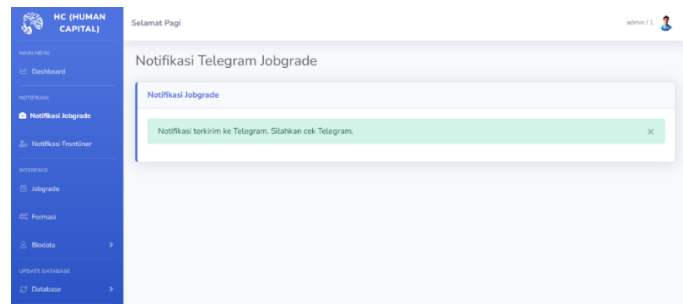 HC (HUMAN
CAPITAL)
Selamat Pagi
admin / 1
MAIN MENU
Dashboard
NOTIFIKASI
Notifikasi Jobgrade
Notifikasi Frontliner
INTERFACE
Jobgrade
Formasi
Biodata
UPDATE DATABASE
Database
Notifikasi Telegram Jobgrade
Notifikasi Jobgrade
Notifikasi terkirim ke Telegram. Silahkan cek Telegram.